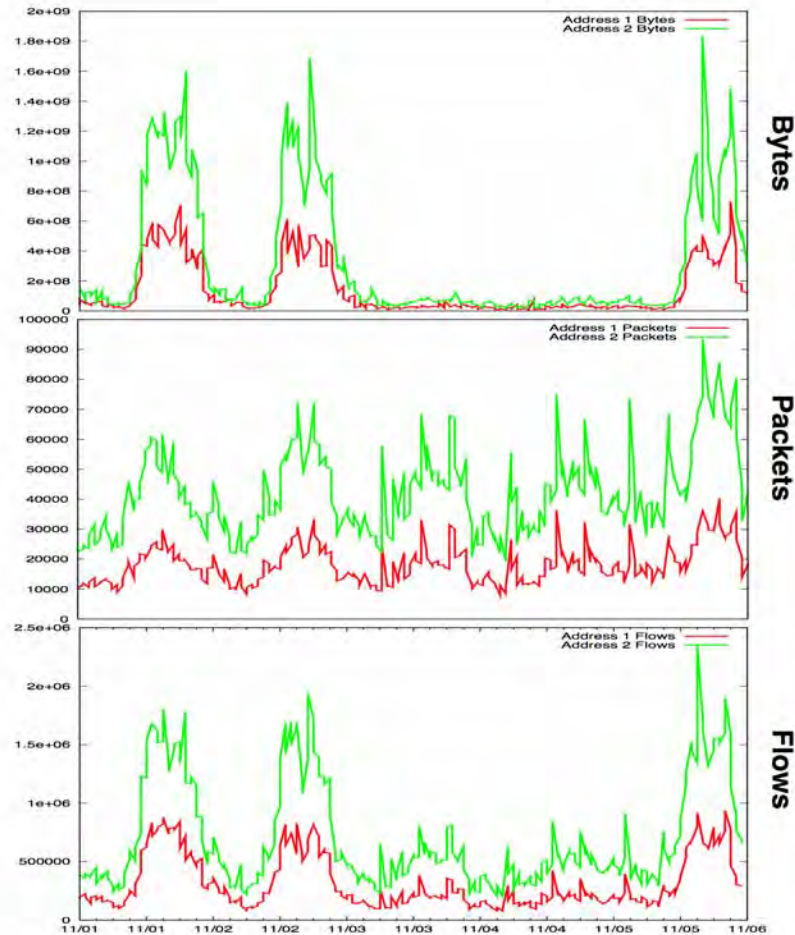 2e+09
1.8e+09
1.6e+09
1.4e+09
1.2e+09
1e+09
8e+08
6e+08
4e+08
2e+08
0
Address 1 Bytes
Address 2 Bytes
Bytes
100000
90000
80000
70000
60000
50000
40000
30000
20000
10000
0
Address 1 Packets
Address 2 Packets
Packets
2.5e+06
2e+06
1.5e+06
1e+06
500000
0
Address 1 Flows
Address 2 Flows
Flows
11/01 11/01 11/02 11/02 11/03 11/03 11/04 11/04 11/05 11/05 11/06